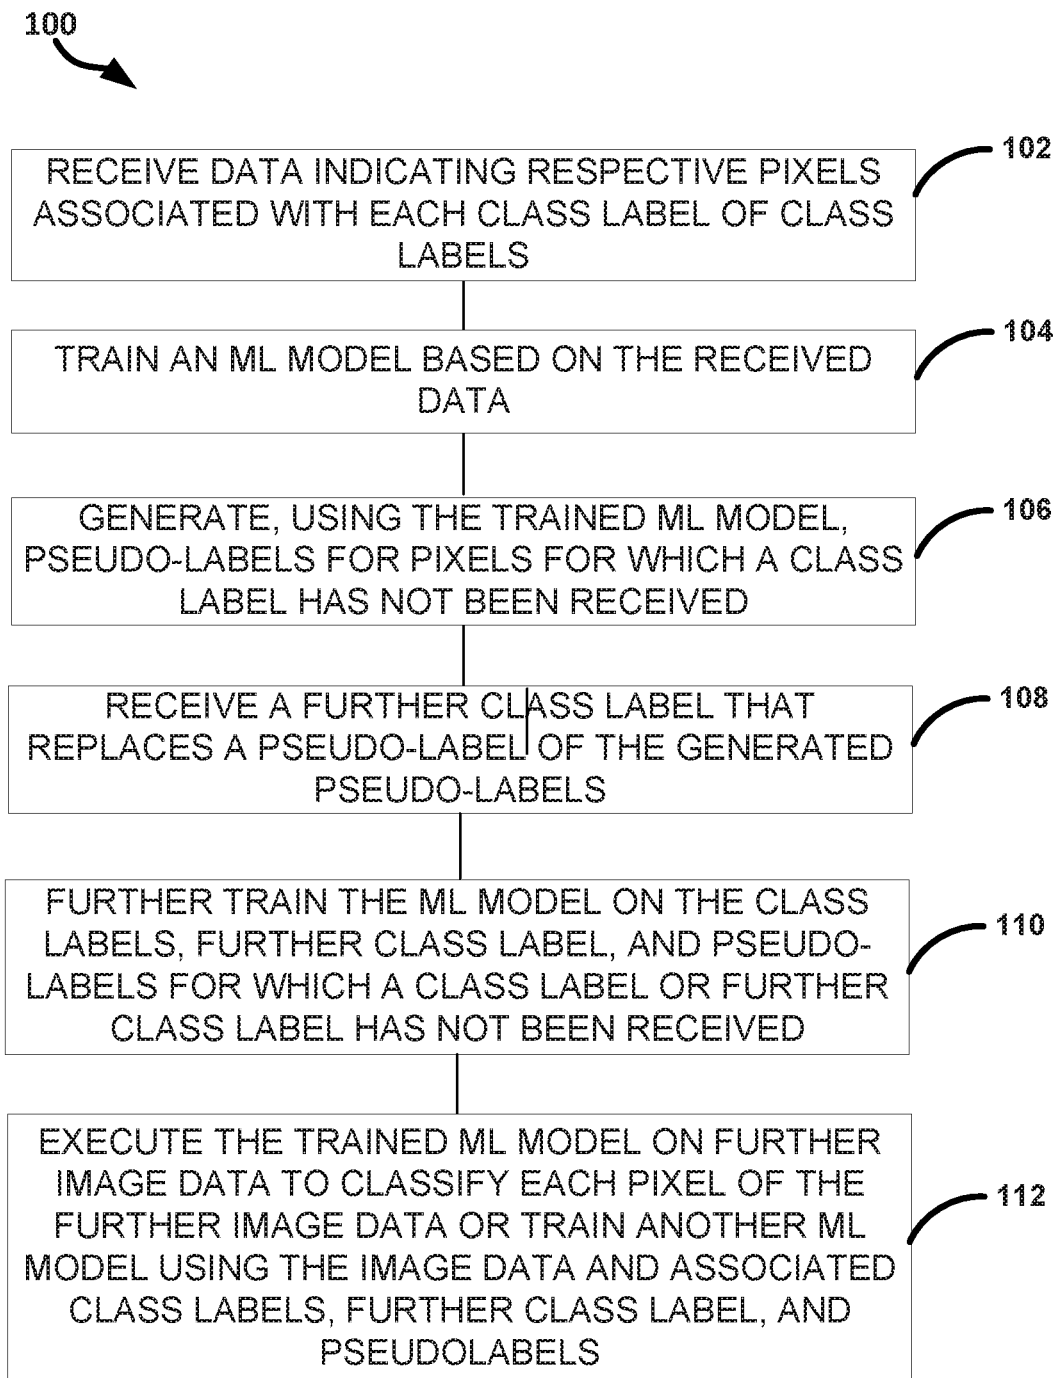 100
RECEIVE DATA INDICATING RESPECTIVE PIXELS
ASSOCIATED WITH EACH CLASS LABEL OF CLASS
LABELS
102
TRAIN AN ML MODEL BASED ON THE RECEIVED
DATA
104
GENERATE, USING THE TRAINED ML MODEL,
PSEUDO-LABELS FOR PIXELS FOR WHICH A CLASS
LABEL HAS NOT BEEN RECEIVED
106
RECEIVE A FURTHER CLASS LABEL THAT
REPLACES A PSEUDO-LABEL OF THE GENERATED
PSEUDO-LABELS
108
FURTHER TRAIN THE ML MODEL ON THE CLASS
LABELS, FURTHER CLASS LABEL, AND PSEUDO-
LABELS FOR WHICH A CLASS LABEL OR FURTHER
CLASS LABEL HAS NOT BEEN RECEIVED
110
EXECUTE THE TRAINED ML MODEL ON FURTHER
IMAGE DATA TO CLASSIFY EACH PIXEL OF THE
FURTHER IMAGE DATA OR TRAIN ANOTHER ML
MODEL USING THE IMAGE DATA AND ASSOCIATED
CLASS LABELS, FURTHER CLASS LABEL, AND
PSEUDOLABELS
112